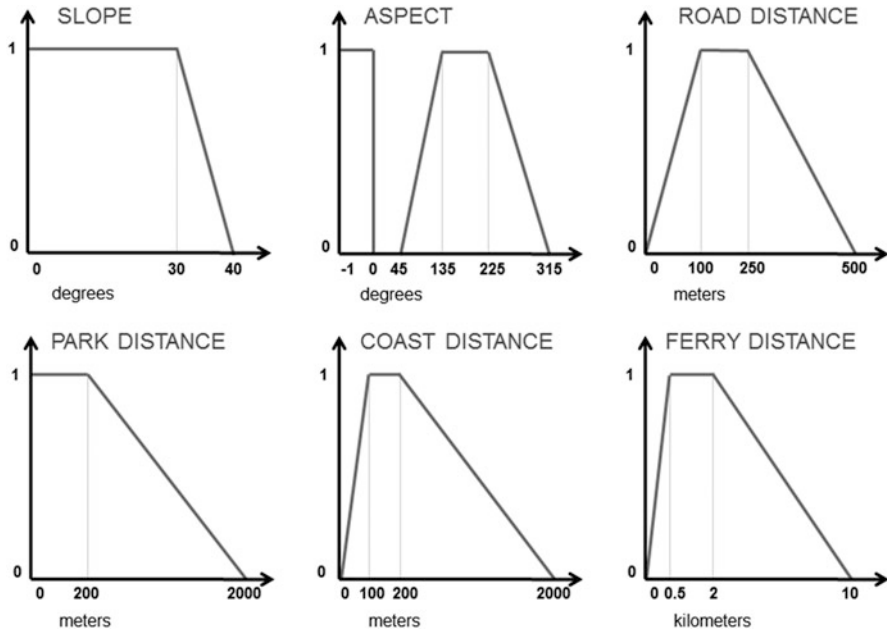 SLOPE
1
0
0 30 40
degrees
ASPECT
1
0
-1 0 45 135 225 315
degrees
ROAD DISTANCE
1
0
0 100 250 500
meters
PARK DISTANCE
1
0
0 200 2000
meters
COAST DISTANCE
1
0
0 100 200 2000
meters
FERRY DISTANCE
1
0
0 0.5 2 10
kilometers